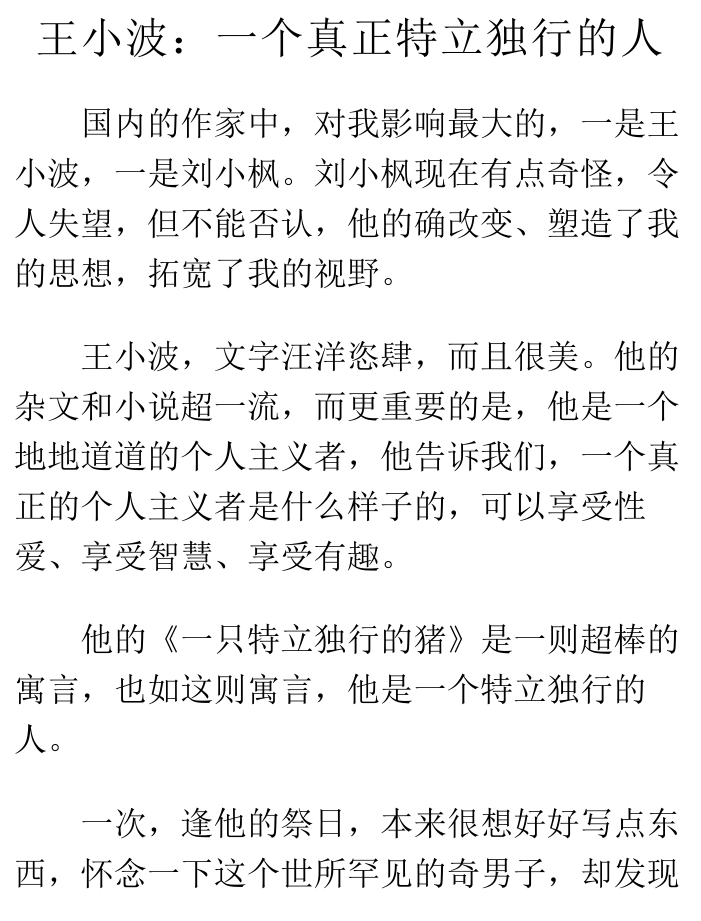 王小波：一个真正特立独行的人
国内的作家中，对我影响最大的，一是王
小波，一是刘小枫。刘小枫现在有点奇怪，令
人失望，但不能否认，他的确改变、塑造了我
的思想，拓宽了我的视野。
王小波，文字汪洋恣肆，而且很美。他的
杂文和小说超一流，而更重要的是，他是一个
地地道道的个人主义者，他告诉我们，一个真
正的个人主义者是什么样子的，可以享受性
爱、享受智慧、享受有趣。
他的《一只特立独行的猪》是一则超棒的
寓言，也如这则寓言，他是一个特立独行的
人。
一次，逢他的祭日，本来很想好好写点东
西，怀念一下这个世所罕见的奇男子，却发现